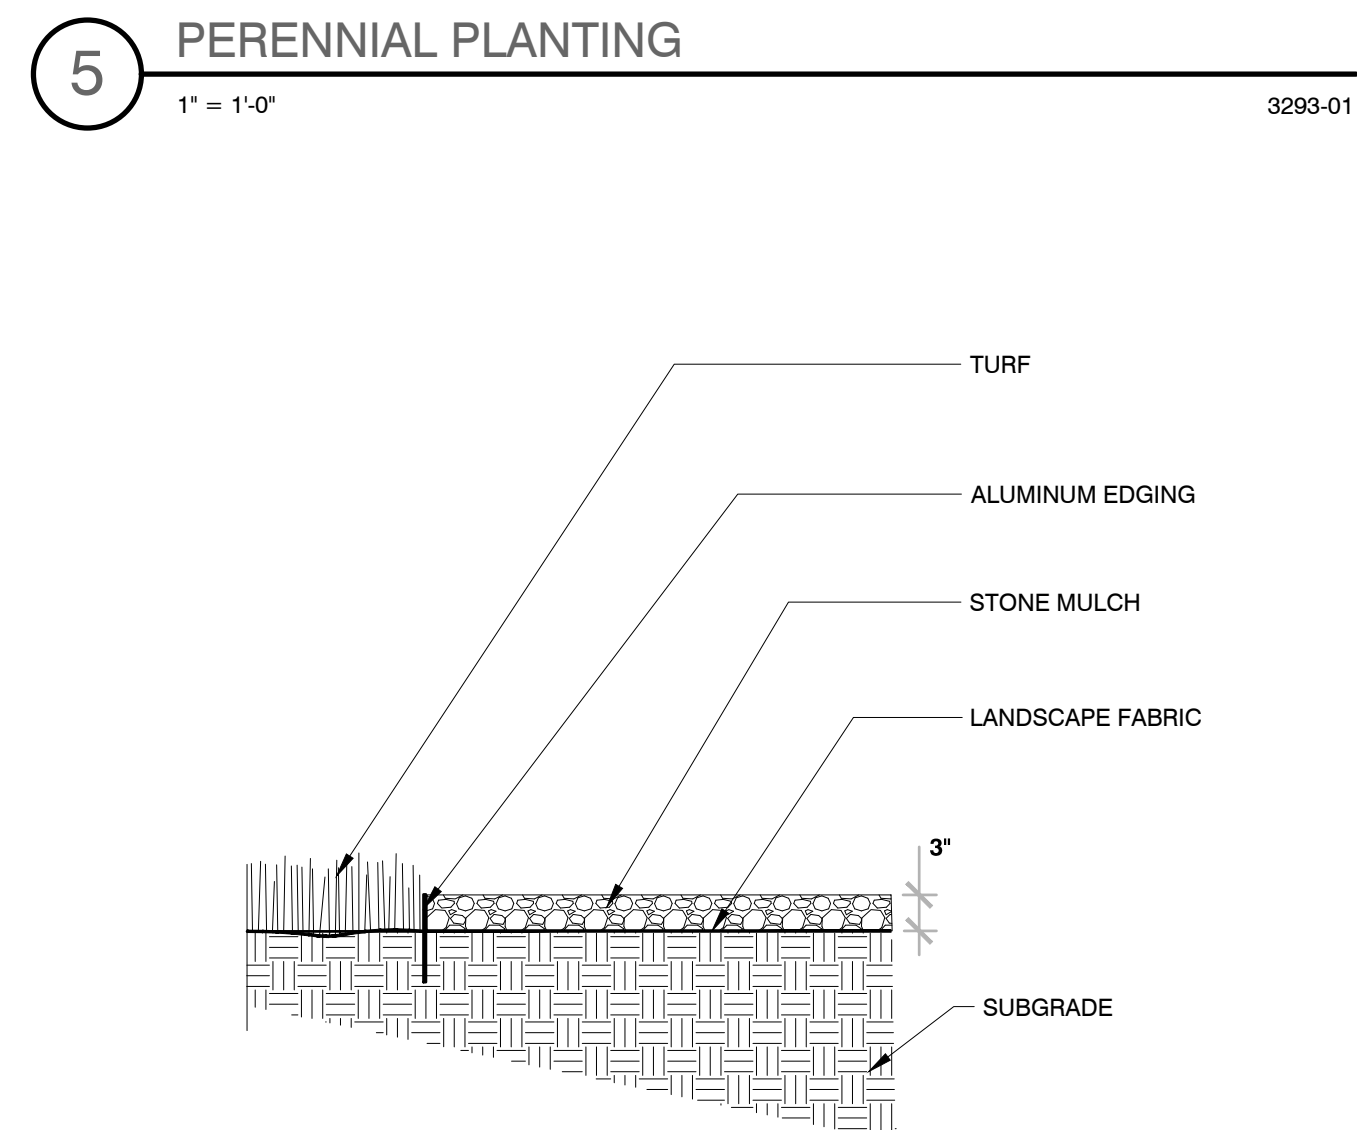 5
PERENNIAL PLANTING
1" = 1'-0"
3293-01
TURF
ALUMINUM EDGING
STONE MULCH
LANDSCAPE FABRIC
3"
SUBGRADE